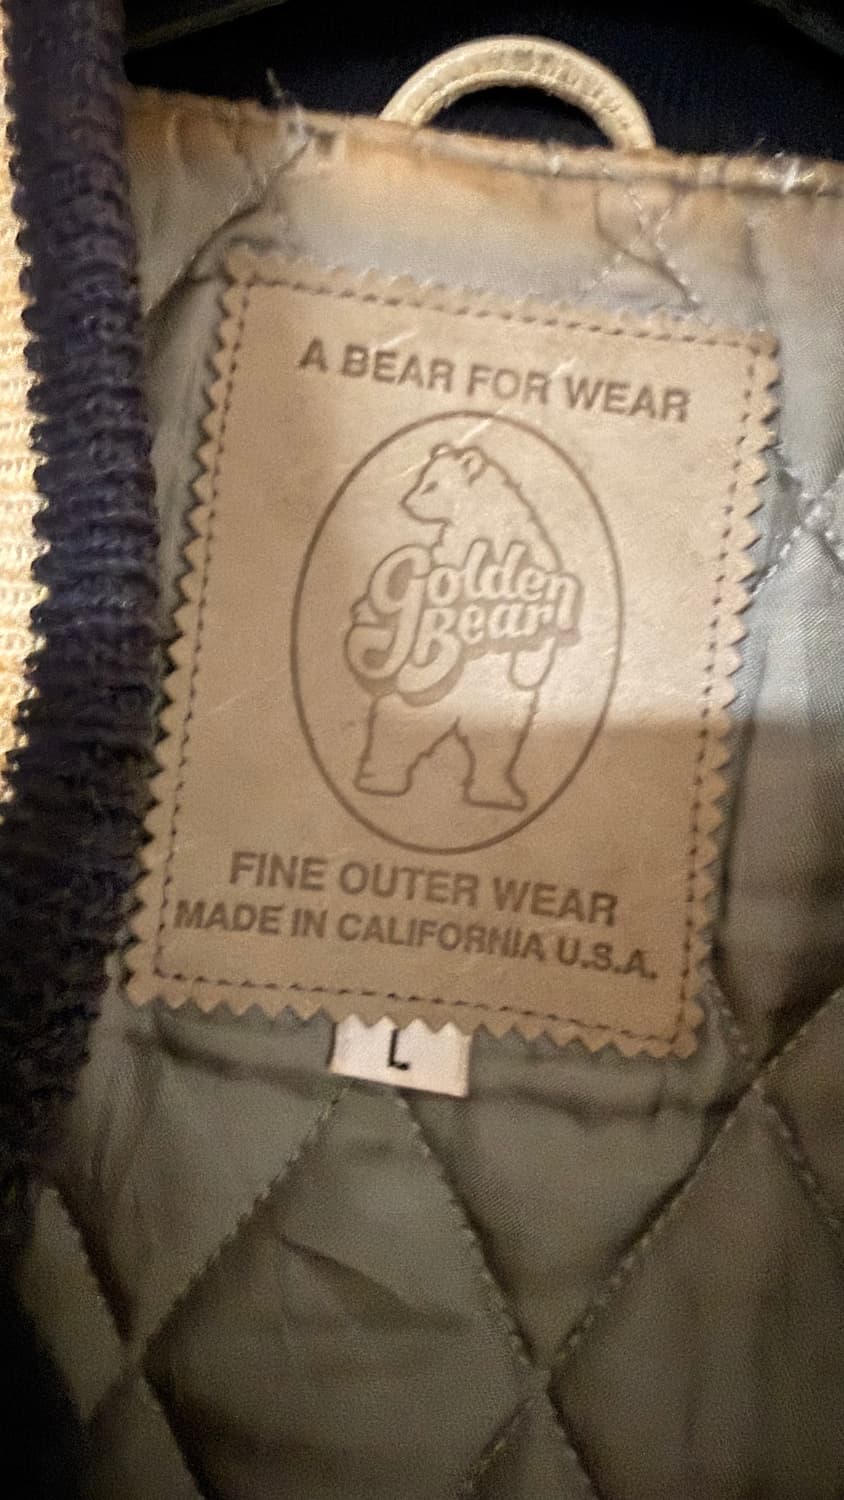 A BEAR FOR WEAR
Golden
Bear
FINE OUTER WEAR
MADE IN CALIFORNIA U.S.A.
L